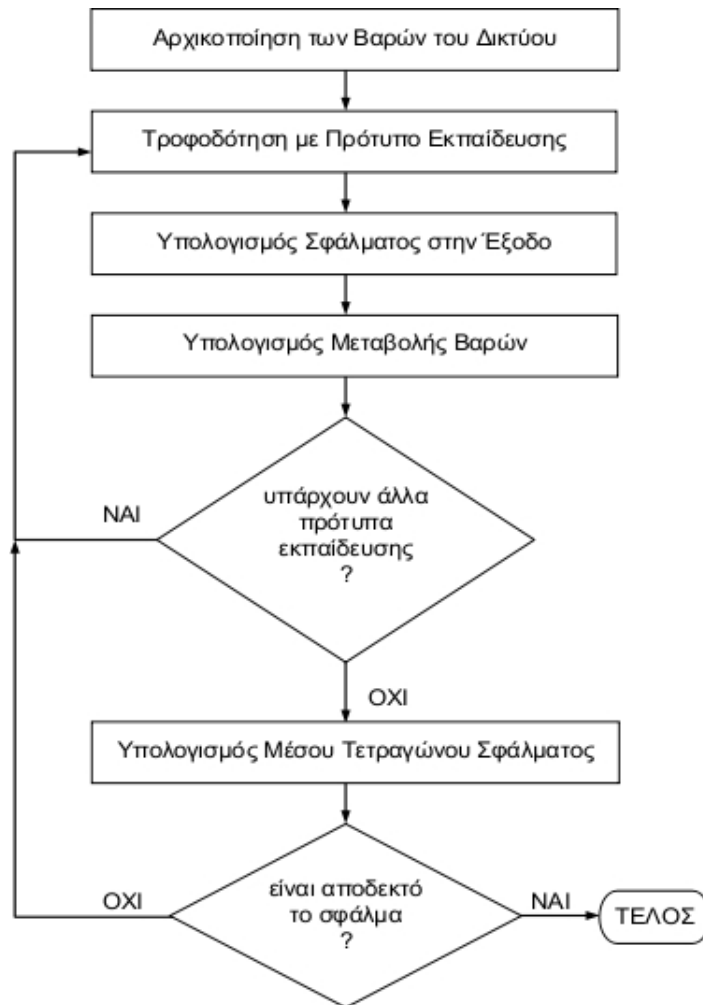 Αρχικοποίηση των Βαρών του Δικτύου
Τροφοδότηση με Πρότυπο Εκπαίδευσης
Υπολογισμός Σφάλματος στην Έξοδο
Υπολογισμός Μεταβολής Βαρών
υπάρχουν άλλα
πρότυπα
εκπαίδευσης
?
ΝΑΙ
ΟΧΙ
Υπολογισμός Μέσου Τετραγώνου Σφάλματος
είναι αποδεκτό
το σφάλμα
?
ΟΧΙ
ΝΑΙ
ΤΕΛΟΣ